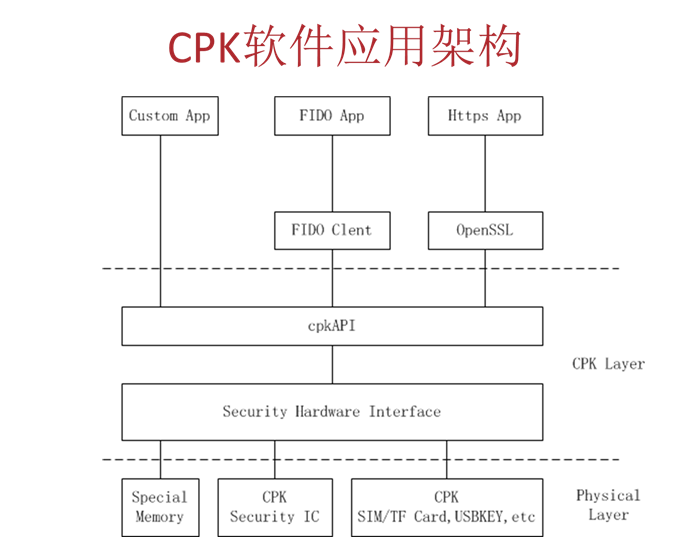 CPK软件应用架构
Custom App
FIDO App
Https App
FIDO Clent
OpenSSL
cpkAPI
CPK Layer
Security Hardware Interface
Special
Memory
CPK
Security IC
CPK
SIM/TF Card,USBKEY,etc
Physical
Layer